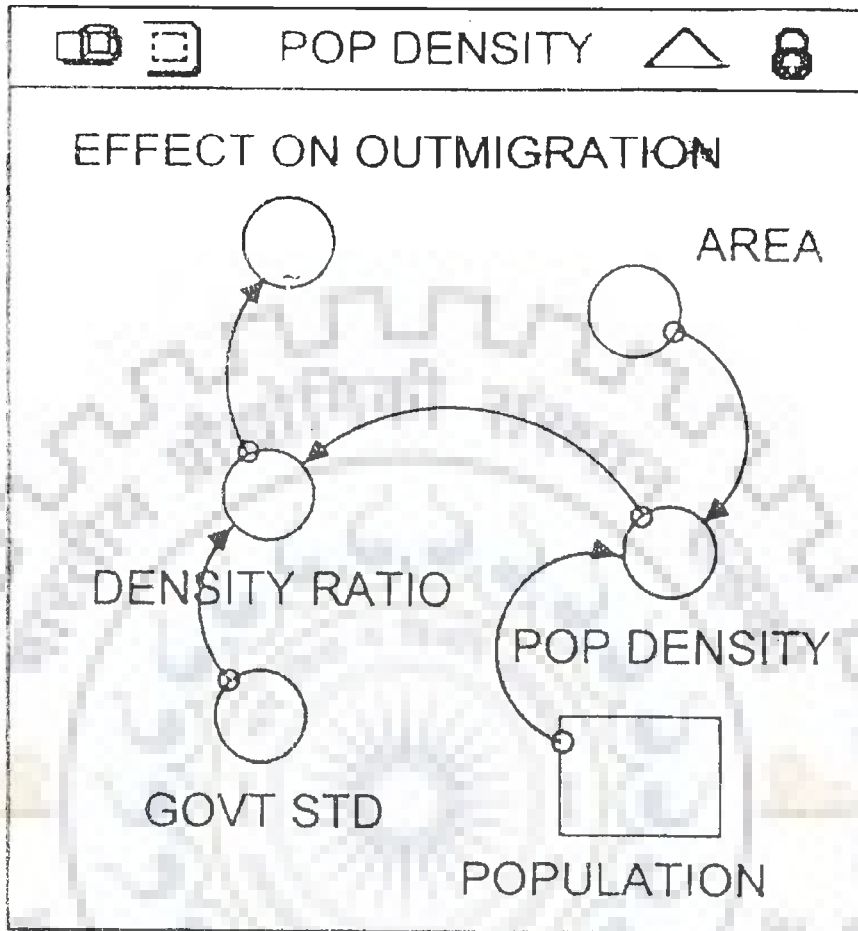 POP DENSITY
EFFECT ON OUTMIGRATION
AREA
DENSITY RATIO
POP DENSITY
GOVT STD
POPULATION